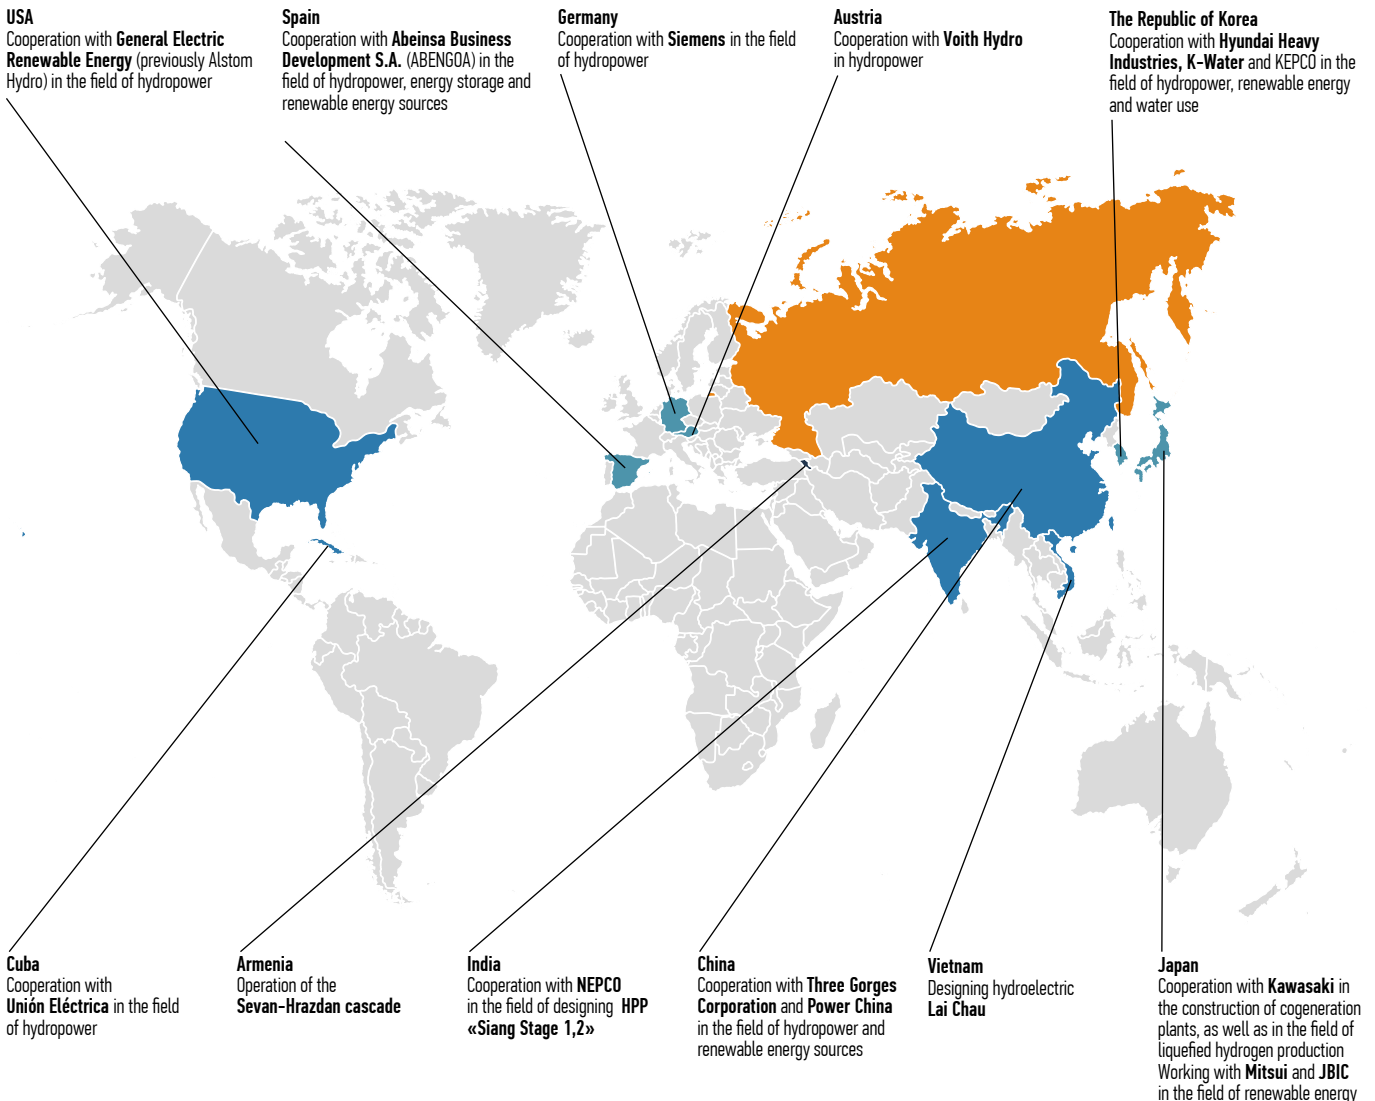 USA
Cooperation with General Electric
Renewable Energy (previously Alstom
Hydro) in the field of hydropower
Spain
Cooperation with Abeinsa Business
Development S.A. (ABENGOA) in the
field of hydropower, energy storage and
renewable energy sources
Germany
Cooperation with Siemens in the field
of hydropower
Austria
Cooperation with Voith Hydro
in hydropower
The Republic of Korea
Cooperation with Hyundai Heavy
Industries, K-Water and KEPCO in the
field of hydropower, renewable energy
and water use
Cuba
Cooperation with
Unión Eléctrica in the field
of hydropower
Armenia
Operation of the
Sevan-Hrazdan cascade
India
Cooperation with NEPCO
in the field of designing HPP
«Siang Stage 1,2»
China
Cooperation with Three Gorges
Corporation and Power China
in the field of hydropower and
renewable energy sources
Vietnam
Designing hydroelectric
Lai Chau
Japan
Cooperation with Kawasaki in
the construction of cogeneration
plants, as well as in the field of
liquefied hydrogen production
Working with Mitsui and JBIC
in the field of renewable energy